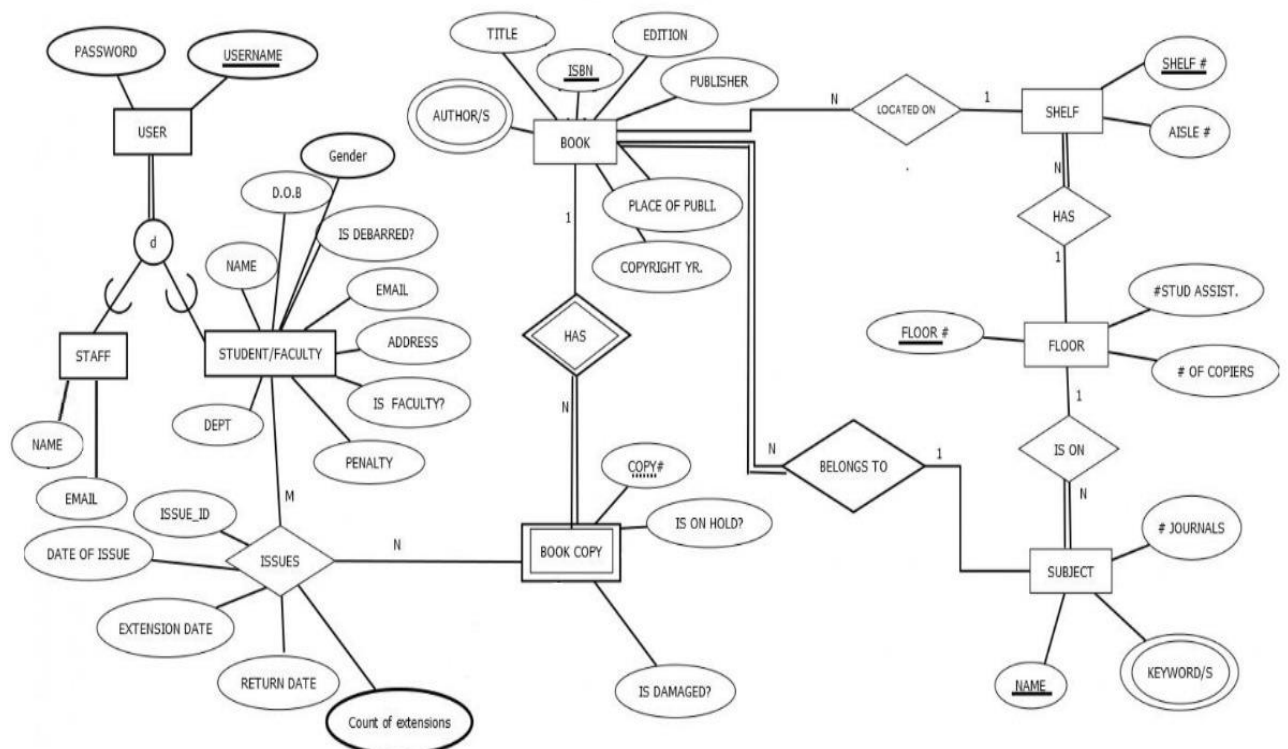 PASSWORD
USERNAME
USER
d
STAFF
NAME
EMAIL
Gender
D.O.B
IS DEBARRED?
NAME
EMAIL
ADDRESS
STUDENT/FACULTY
IS FACULTY?
DEPT
PENALTY
M
ISSUE_ID
DATE OF ISSUE
ISSUES
N
EXTENSION DATE
RETURN DATE
Count of extensions
TITLE
EDITION
ISBN
PUBLISHER
AUTHOR/S
BOOK
PLACE OF PUBLI.
COPYRIGHT YR.
1
HAS
N
COPY#
IS ON HOLD?
BOOK COPY
IS DAMAGED?
N
LOCATED ON
1
SHELF
SHELF #
AISLE #
N
HAS
1
#STUD ASSIST.
FLOOR #
FLOOR
# OF COPIERS
1
IS ON
N
N
BELONGS TO
1
# JOURNALS
SUBJECT
NAME
KEYWORD/S